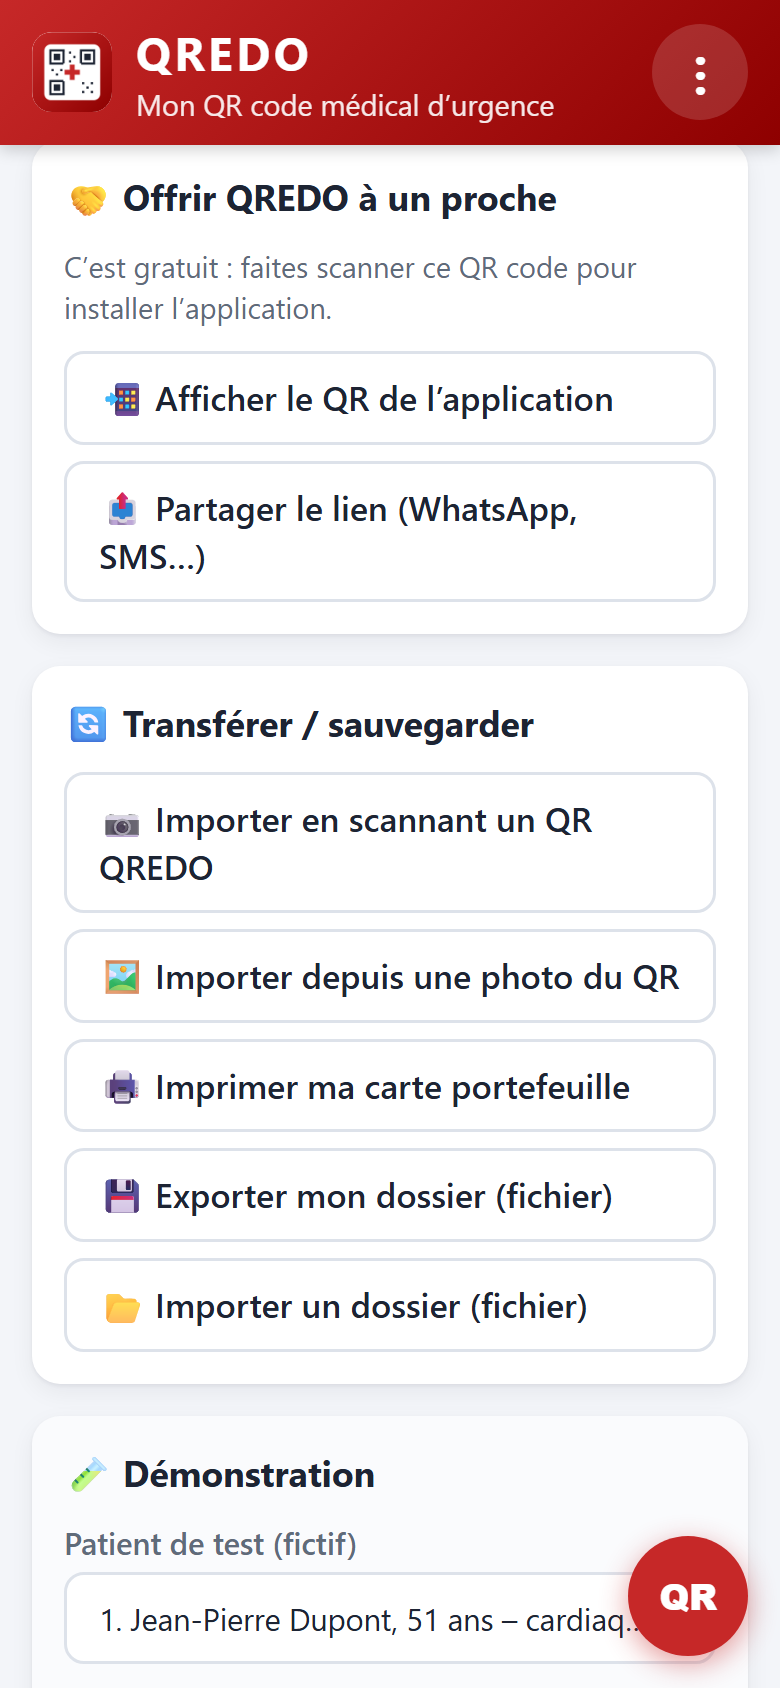 QREDO
Mon QR code médical d’urgence
Offrir QREDO à un proche
C’est gratuit : faites scanner ce QR code pour
installer l’application.
Afficher le QR de l’application
Partager le lien (WhatsApp,
SMS…)
Transférer / sauvegarder
Importer en scannant un QR
QREDO
Importer depuis une photo du QR
Imprimer ma carte portefeuille
Exporter mon dossier (fichier)
Importer un dossier (fichier)
Démonstration
Patient de test (fictif)
1. Jean-Pierre Dupont, 51 ans – cardiaq…
QR